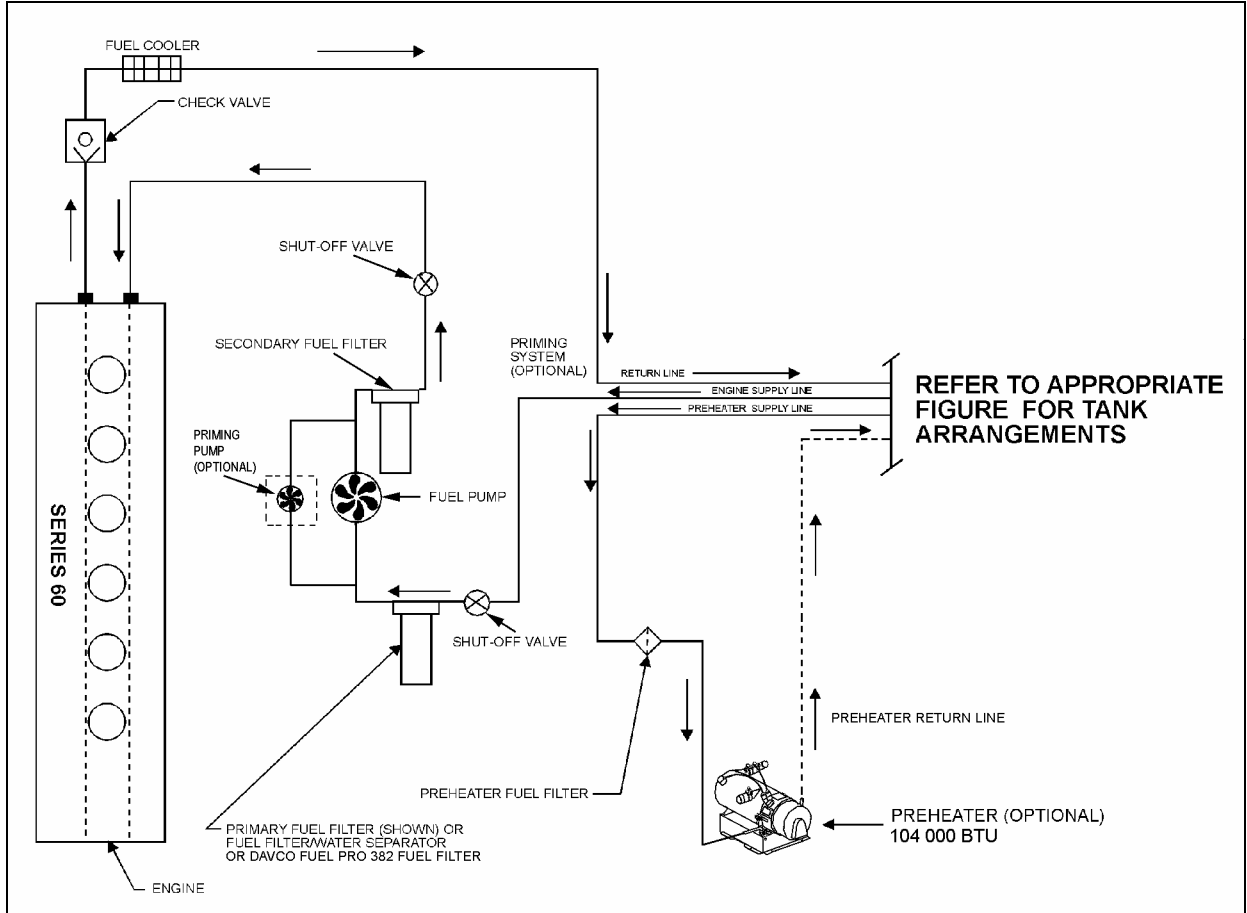 FUEL COOLER
CHECK VALVE
SHUT-OFF VALVE
SECONDARY FUEL FILTER
PRIMING
SYSTEM
(OPTIONAL)
RETURN LINE
ENGINE SUPPLY LINE
PREHEATER SUPPLY LINE
REFER TO APPROPRIATE
FIGURE FOR TANK
ARRANGEMENTS
PRIMING
PUMP
(OPTIONAL)
FUEL PUMP
SERIES 60
SHUT-OFF VALVE
PREHEATER RETURN LINE
PREHEATER FUEL FILTER
PREHEATER (OPTIONAL)
104 000 BTU
PRIMARY FUEL FILTER (SHOWN) OR
FUEL FILTER/WATER SEPARATOR
OR DAVCO FUEL PRO 382 FUEL FILTER
ENGINE